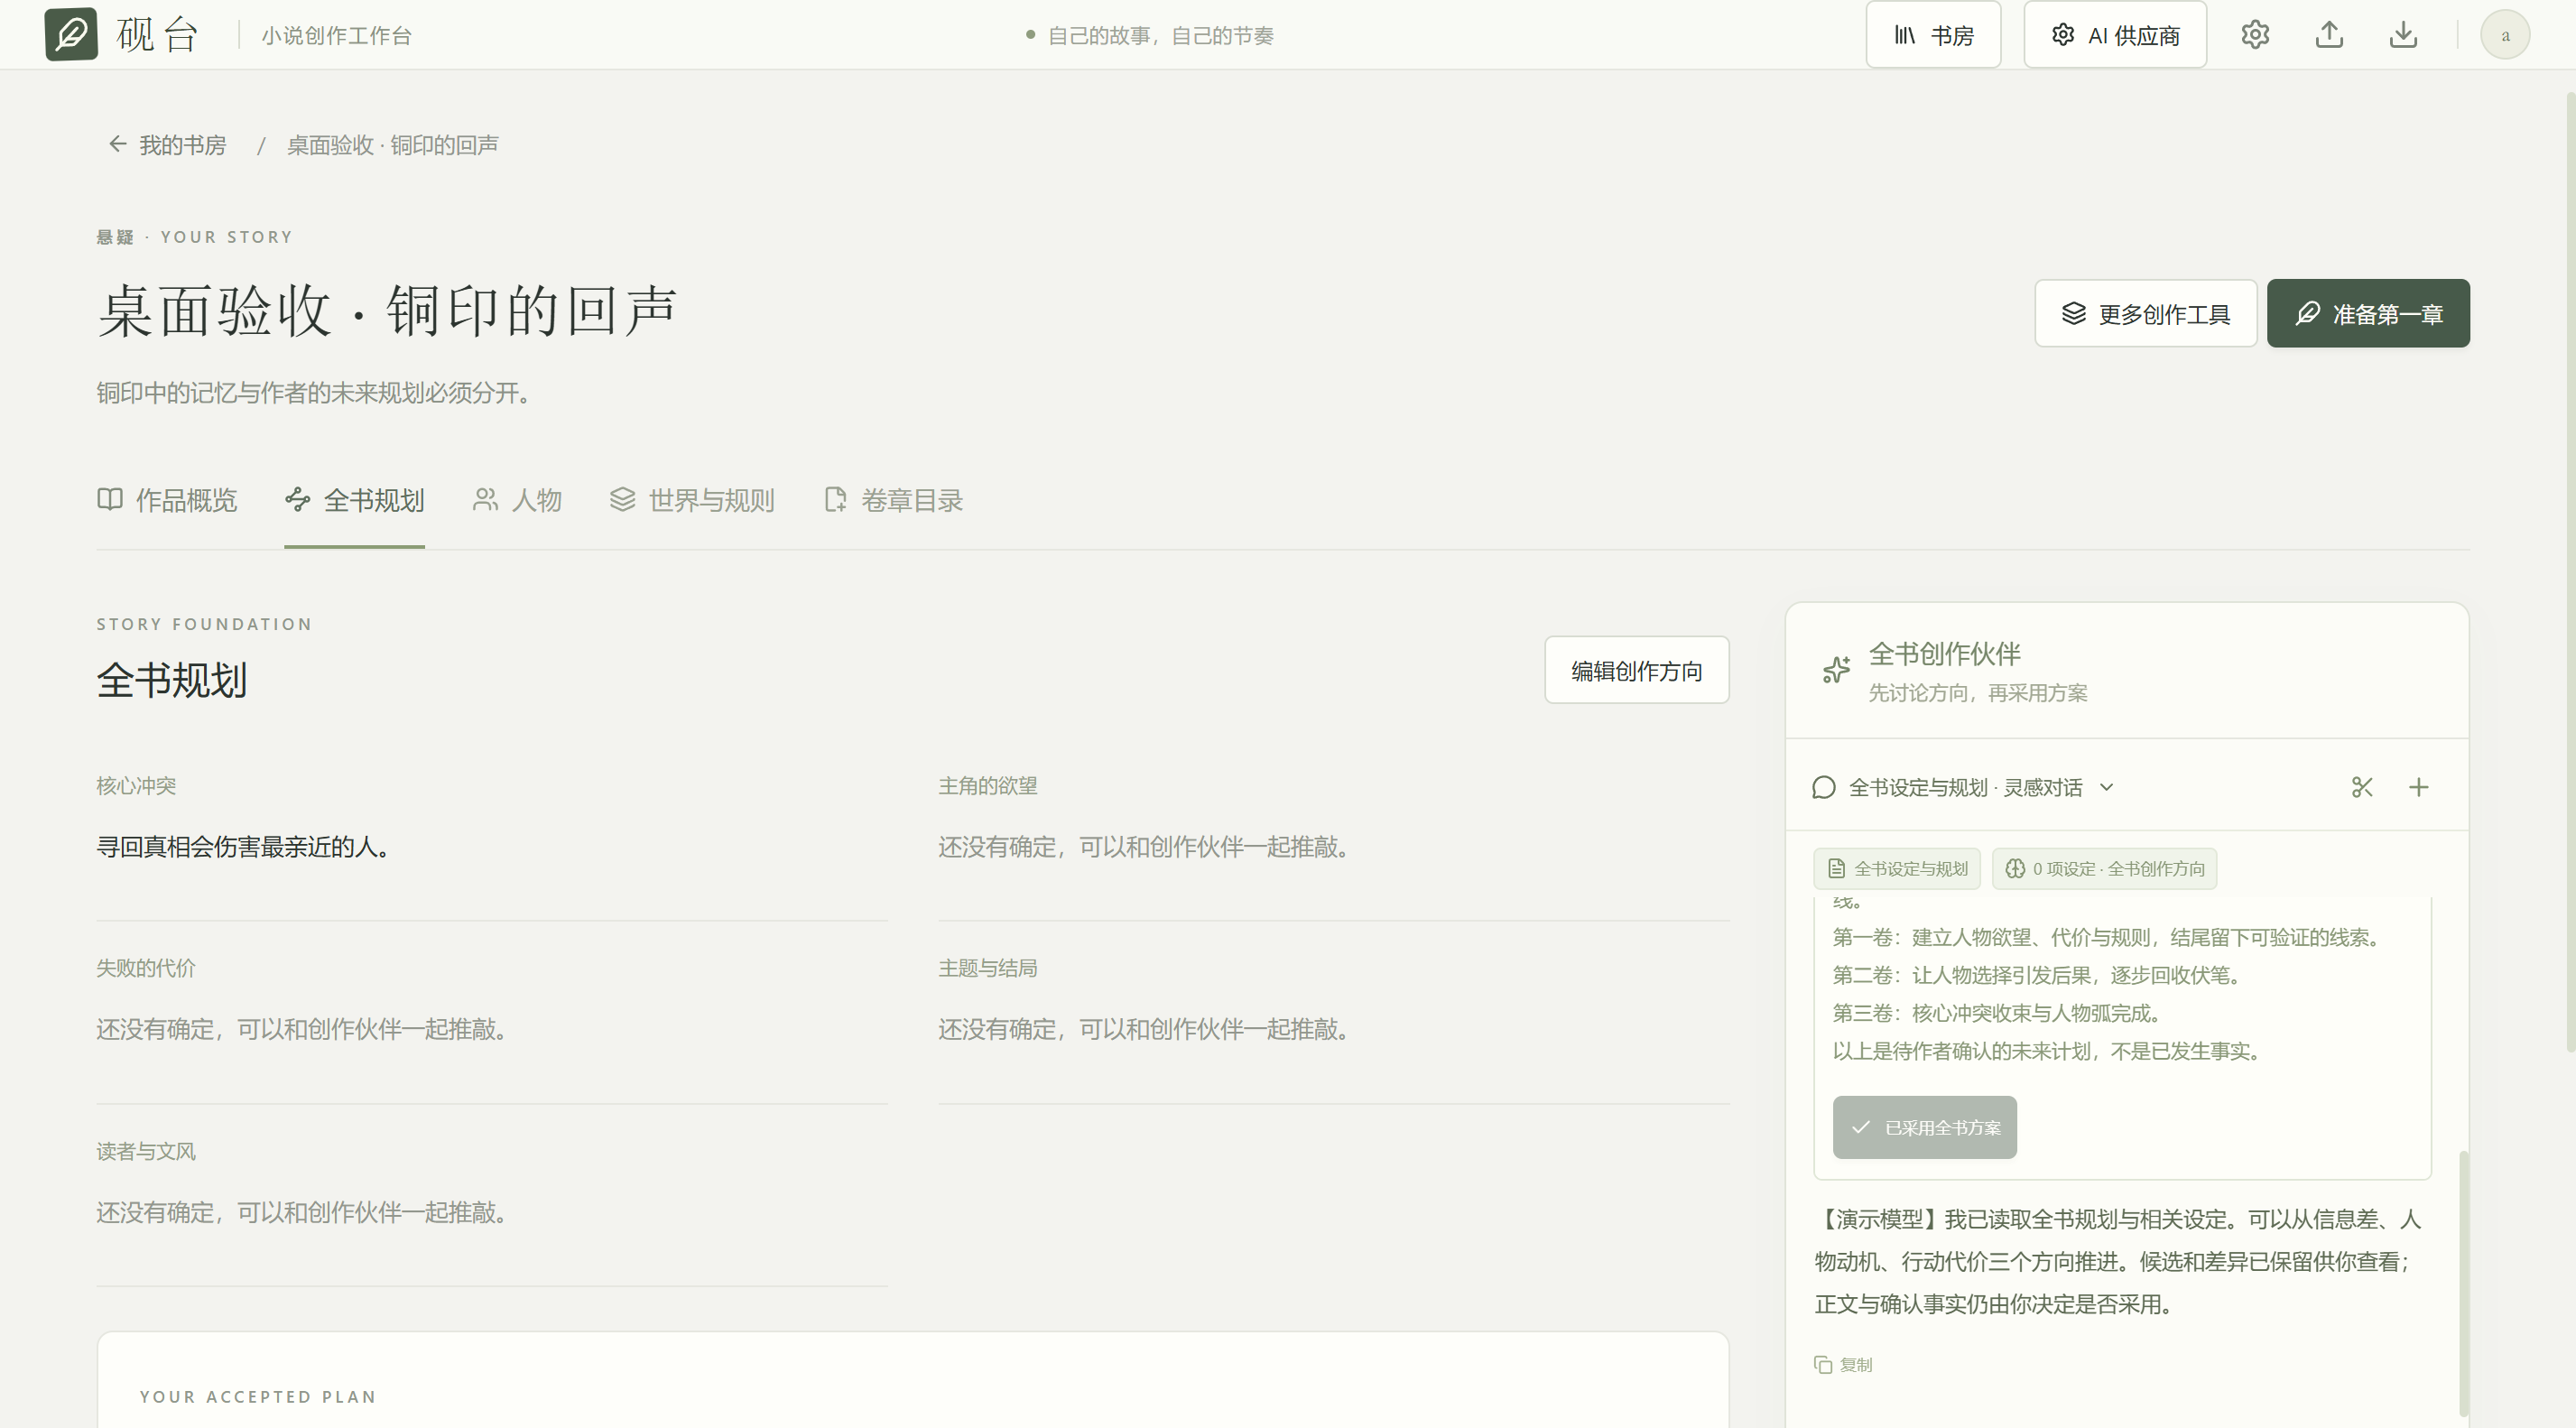 砚台
小说创作工作台
自己的故事，自己的节奏
书房
AI 供应商
a
我的书房 / 桌面验收 · 铜印的回声
悬疑 · YOUR STORY
桌面验收 · 铜印的回声
更多创作工具
准备第一章
铜印中的记忆与作者的未来规划必须分开。
作品概览
全书规划
人物
世界与规则
卷章目录
STORY FOUNDATION
全书规划
编辑创作方向
核心冲突
寻回真相会伤害最亲近的人。
主角的欲望
还没有确定，可以和创作伙伴一起推敲。
失败的代价
还没有确定，可以和创作伙伴一起推敲。
主题与结局
还没有确定，可以和创作伙伴一起推敲。
读者与文风
还没有确定，可以和创作伙伴一起推敲。
YOUR ACCEPTED PLAN
全书创作伙伴
先讨论方向，再采用方案
全书设定与规划 · 灵感对话
全书设定与规划
0 项设定 · 全书创作方向
线。
第一卷：建立人物欲望、代价与规则，结尾留下可验证的线索。
第二卷：让人物选择引发后果，逐步回收伏笔。
第三卷：核心冲突收束与人物弧完成。
以上是待作者确认的未来计划，不是已发生事实。
已采用全书方案
【演示模型】我已读取全书规划与相关设定。可以从信息差、人
物动机、行动代价三个方向推进。候选和差异已保留供你查看；
正文与确认事实仍由你决定是否采用。
复制